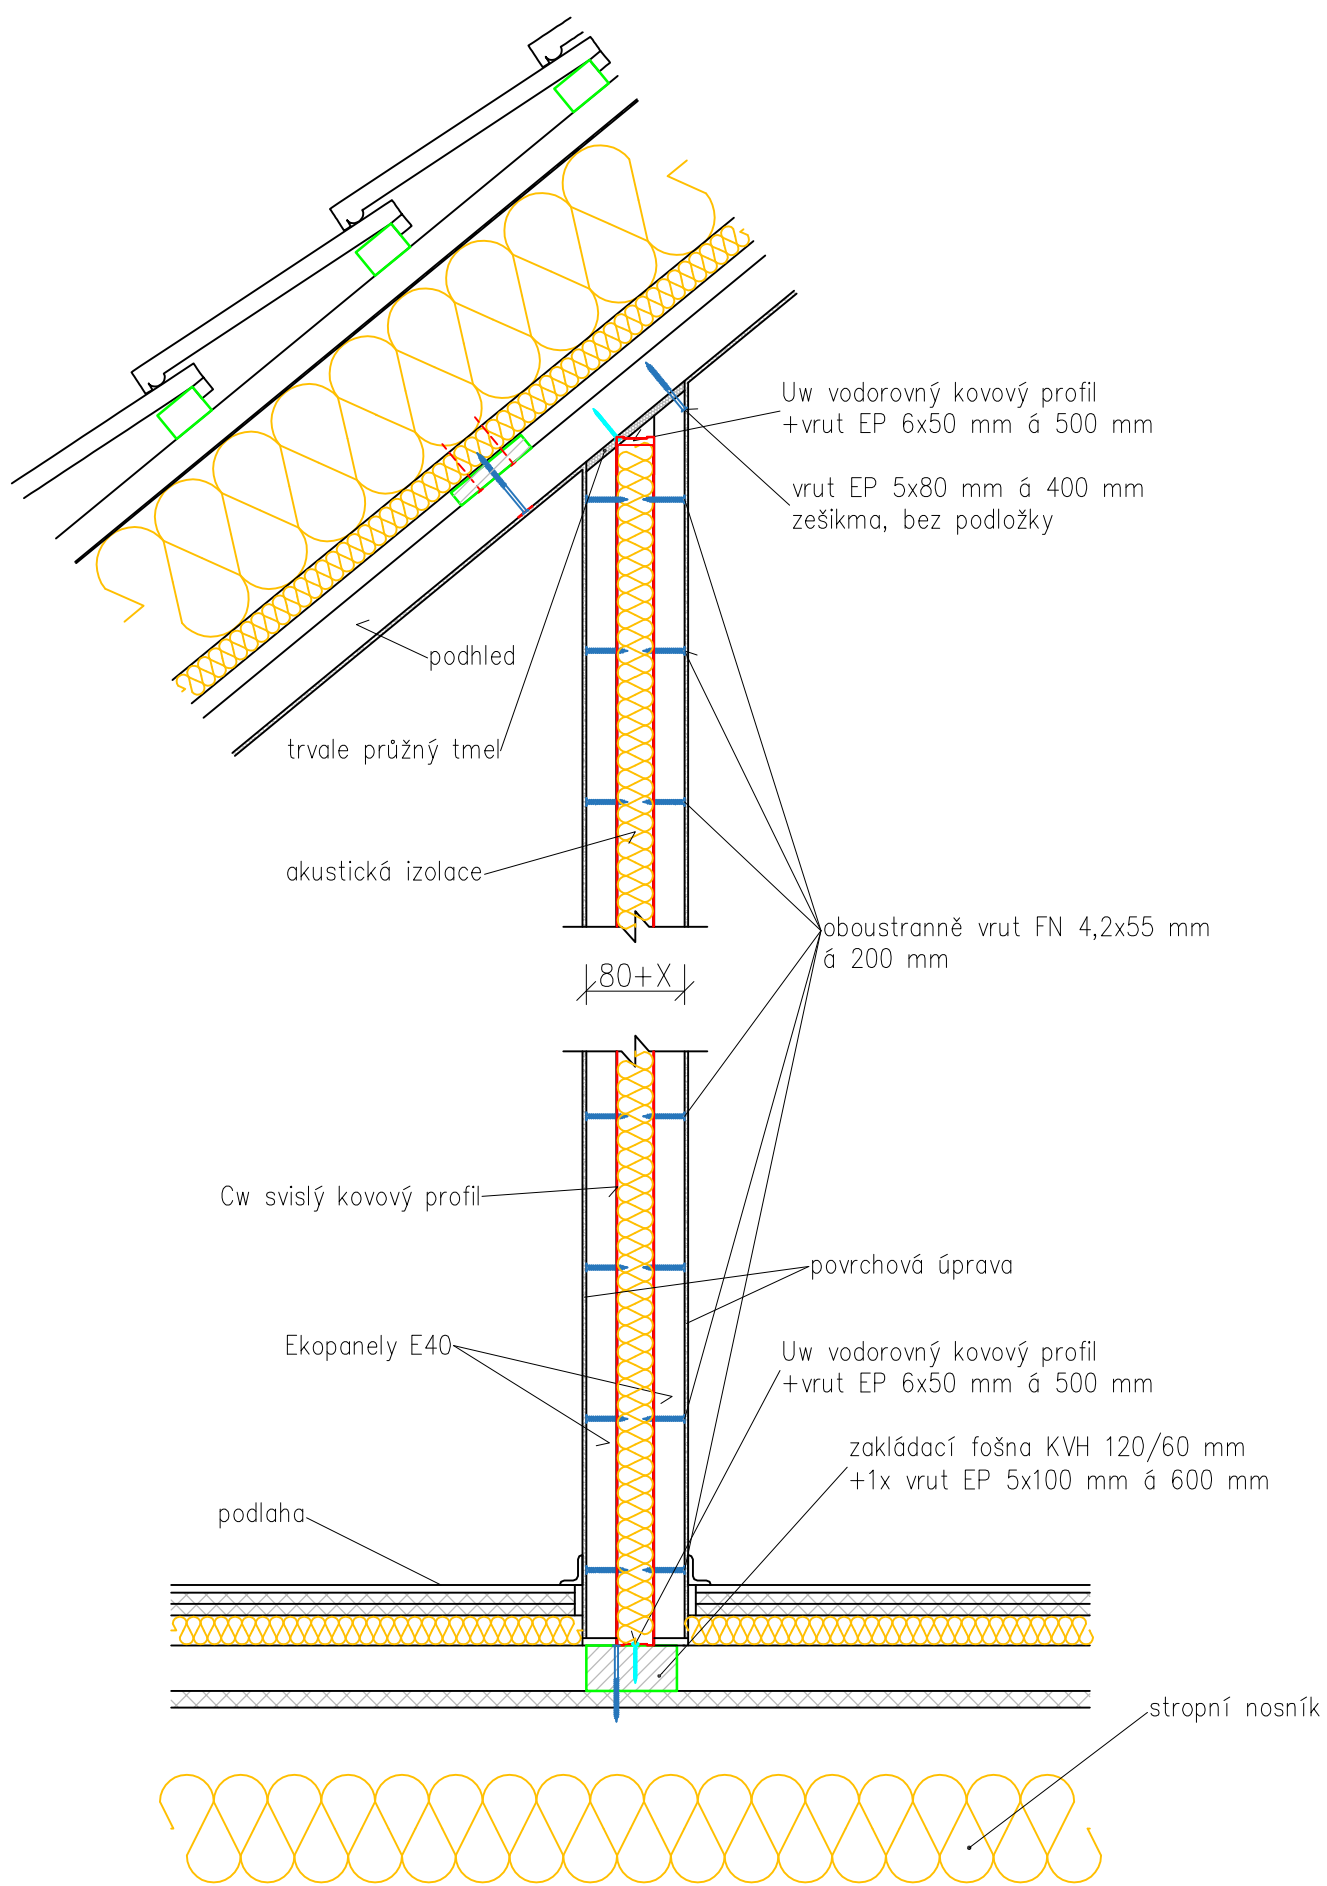 Uw vodorovný kovový profil
+vrut EP 6x50 mm á 500 mm
vrut EP 5x80 mm á 400 mm
zešikma, bez podložky
podhled
trvale průžný tmel
akustická izolace
oboustranně vrut FN 4,2x55 mm
á 200 mm
80+X
Cw svislý kovový profil
povrchová úprava
Ekopanely E40
Uw vodorovný kovový profil
+vrut EP 6x50 mm á 500 mm
zakládací fošna KVH 120/60 mm
+1x vrut EP 5x100 mm á 600 mm
podlaha
stropní nosník